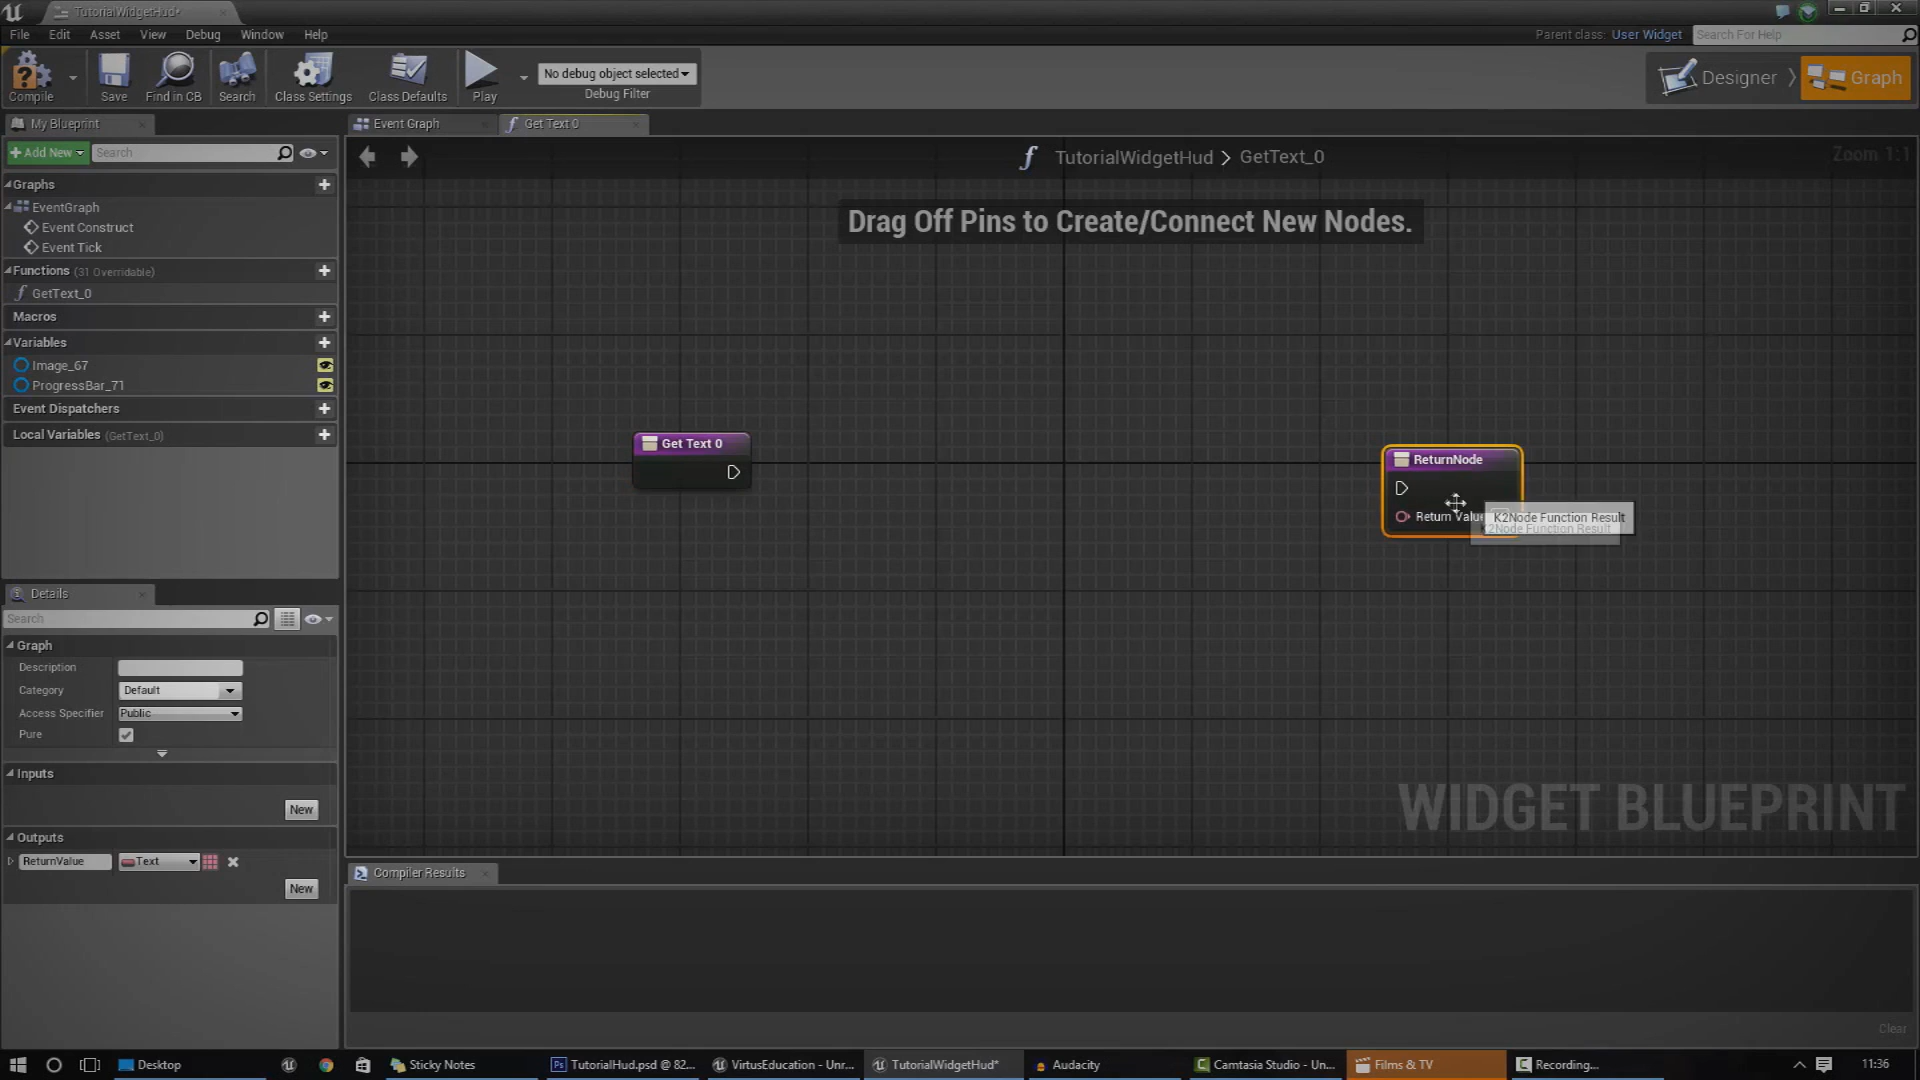 TutorialWidgetHud*
File Edit Asset View Debug Window Help
Parent class: User Widget Search For Help
Compile Save Find in CB Search Class Settings Class Defaults Play
No debug object selected
Debug Filter
Designer Graph
My Blueprint
Event Graph Get Text 0
Add New Search
TutorialWidgetHud > GetText_0
Zoom 1:1
Graphs
EventGraph
Event Construct
Event Tick
Functions (31 Overridable)
GetText_0
Macros
Variables
Image_67
ProgressBar_71
Event Dispatchers
Local Variables (GetText_0)
Drag Off Pins to Create/Connect New Nodes.
Get Text 0
ReturnNode
Return Value
K2Node Function Result
K2Node Function Result
WIDGET BLUEPRINT
Details
Search
Graph
Description
Category Default
Access Specifier Public
Pure
Inputs
New
Outputs
ReturnValue Text
New
Compiler Results
Clear
Desktop Sticky Notes TutorialHud.psd @ 82... VirtusEducation - Unr... TutorialWidgetHud* Audacity Camtasia Studio - Un... Films & TV Recording... 11:36